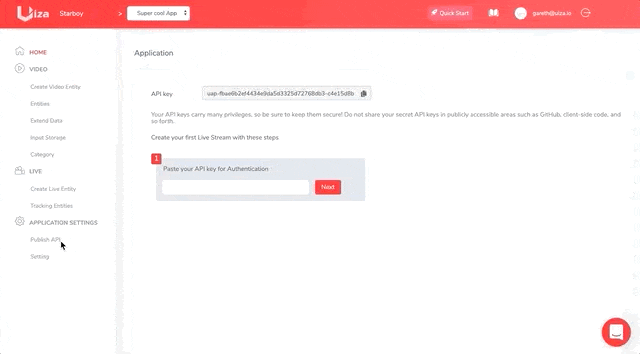 Uiza
Starboy
>
Super cool App
Quick Start
gareth@uiza.io
HOME
VIDEO
Create Video Entity
Entities
Extend Data
Input Storage
Category
LIVE
Create Live Entity
Tracking Entities
APPLICATION SETTINGS
Publish API
Setting
Application
API key
Your API keys carry many privileges, so be sure to keep them secure! Do not share your secret API keys in publicly accessible areas such as GitHub, client-side code, and
so forth.
Create your first Live Stream with these steps
1
Paste your API key for Authentication
Next